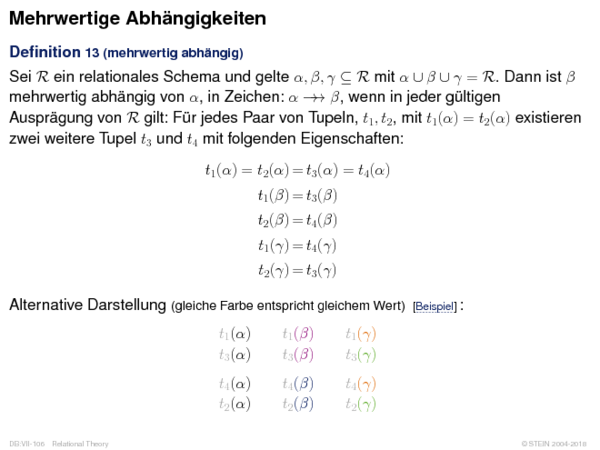 Mehrwertige Abhängigkeiten
Definition 13 (mehrwertig abhängig)
Sei ℛ ein relationales Schema und gelte α, β, γ ⊆ ℛ mit α ∪ β ∪ γ = ℛ. Dann ist β
mehrwertig abhängig von α, in Zeichen: α →→ β, wenn in jeder gültigen
Ausprägung von ℛ gilt: Für jedes Paar von Tupeln, t₁, t₂, mit t₁(α) = t₂(α) existieren
zwei weitere Tupel t₃ und t₄ mit folgenden Eigenschaften:
t₁(α) = t₂(α) = t₃(α) = t₄(α)
t₁(β) = t₃(β)
t₂(β) = t₄(β)
t₁(γ) = t₄(γ)
t₂(γ) = t₃(γ)
Alternative Darstellung (gleiche Farbe entspricht gleichem Wert) [Beispiel] :
t₁(α) t₁(β) t₁(γ)
t₃(α) t₃(β) t₃(γ)
t₄(α) t₄(β) t₄(γ)
t₂(α) t₂(β) t₂(γ)
DB:VII-106 Relational Theory © STEIN 2004-2016